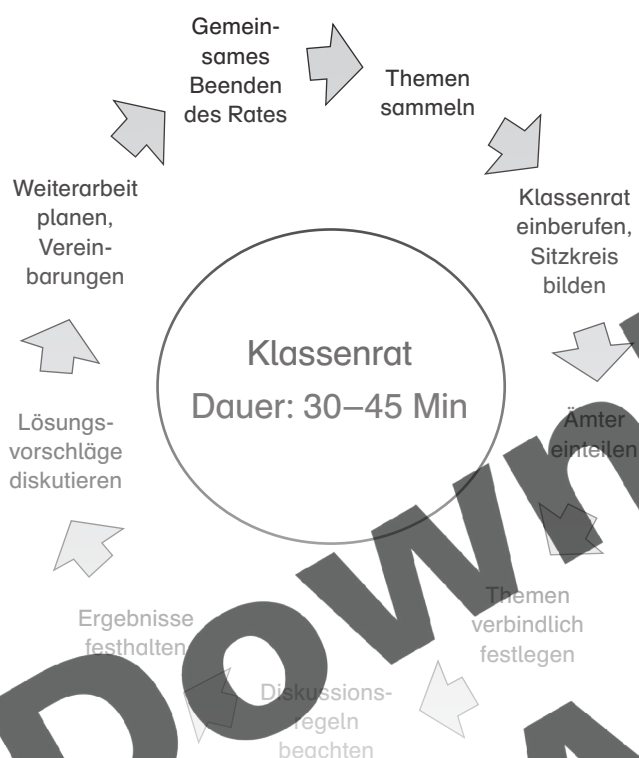 Gemein-
sames
Beenden
des Rates
Themen
sammeln
Klassenrat
einberufen,
Sitzkreis
bilden
Ämter
einteilen
Themen
verbindlich
festlegen
Diskussions-
regeln
beachten
Ergebnisse
festhalten
Lösungs-
vorschläge
diskutieren
Weiterarbeit
planen,
Verein-
barungen
Klassenrat
Dauer: 30–45 Min
Down